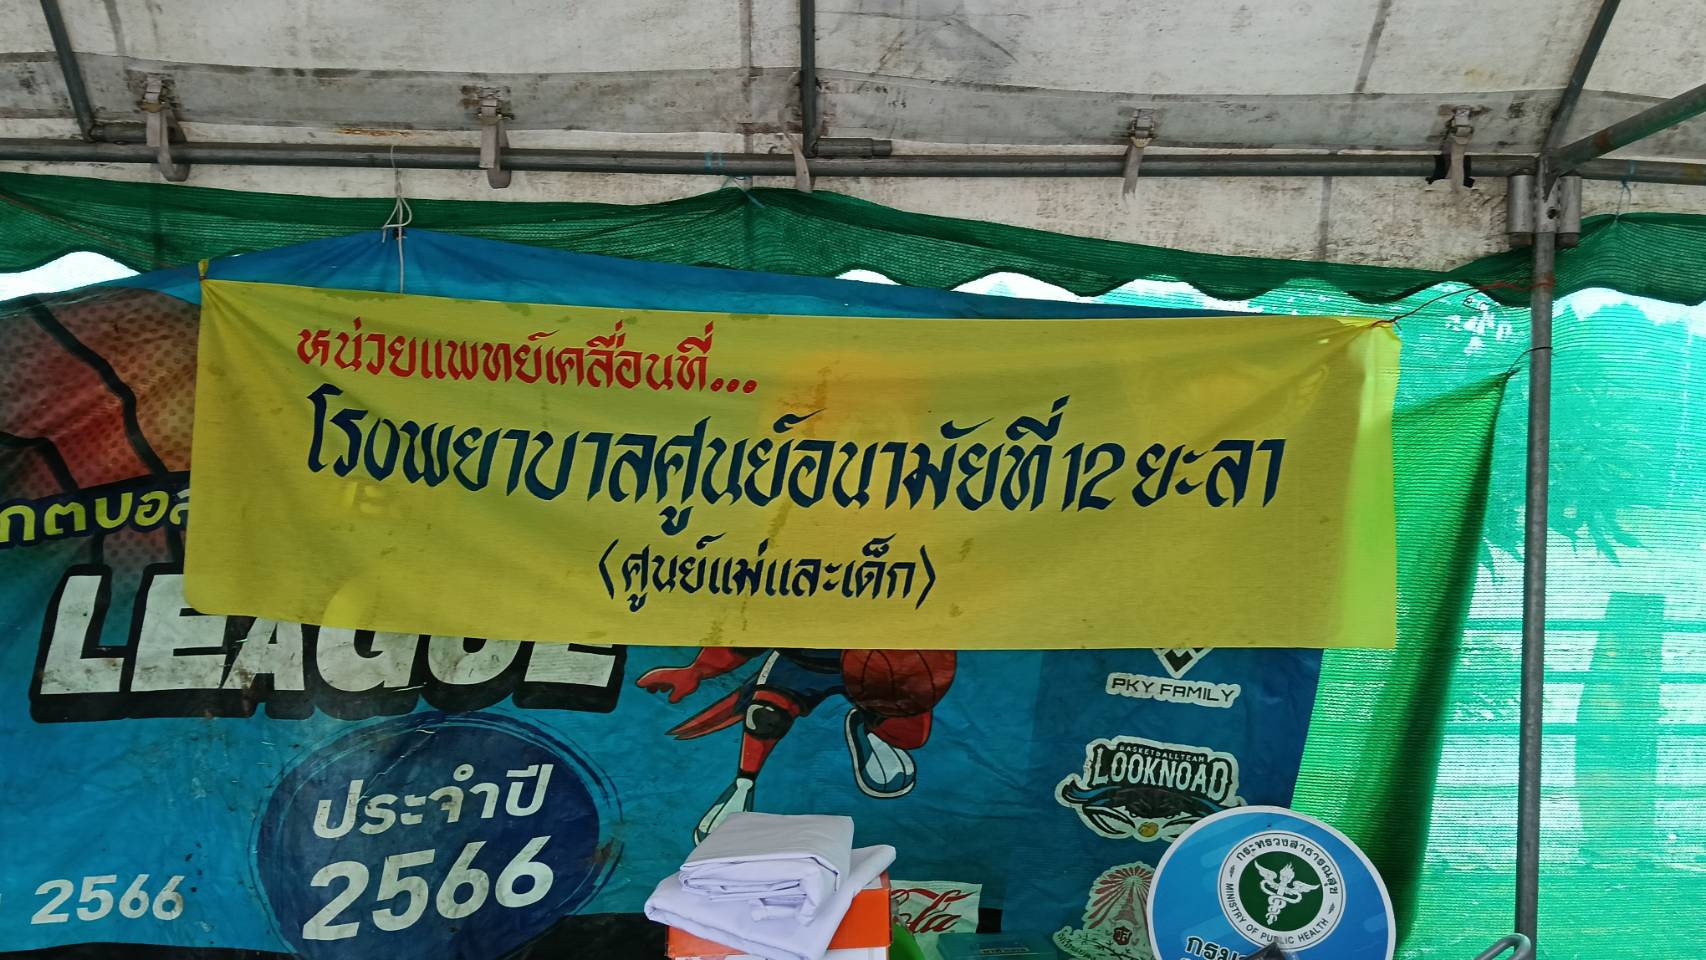 หน่วยแพทย์เคลื่อนที่...
โรงพยาบาลศูนย์อนามัยที่ 12 ยะลา
(ศูนย์แม่และเด็ก)
LEAGUE
ประจำปี
2566
2566
PKY FAMILY
BASKETBALL TEAM
LOOKNOAD
กระทรวงสาธารณสุข
MINISTRY OF PUBLIC HEALTH